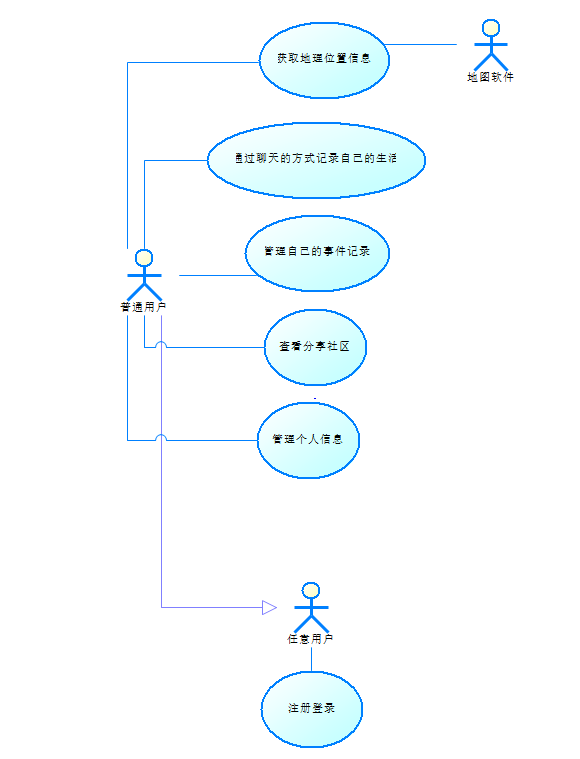 获取地理位置信息
地图软件
通过聊天的方式记录自己的生活
管理自己的事件记录
普通用户
查看分享社区
管理个人信息
任意用户
注册登录